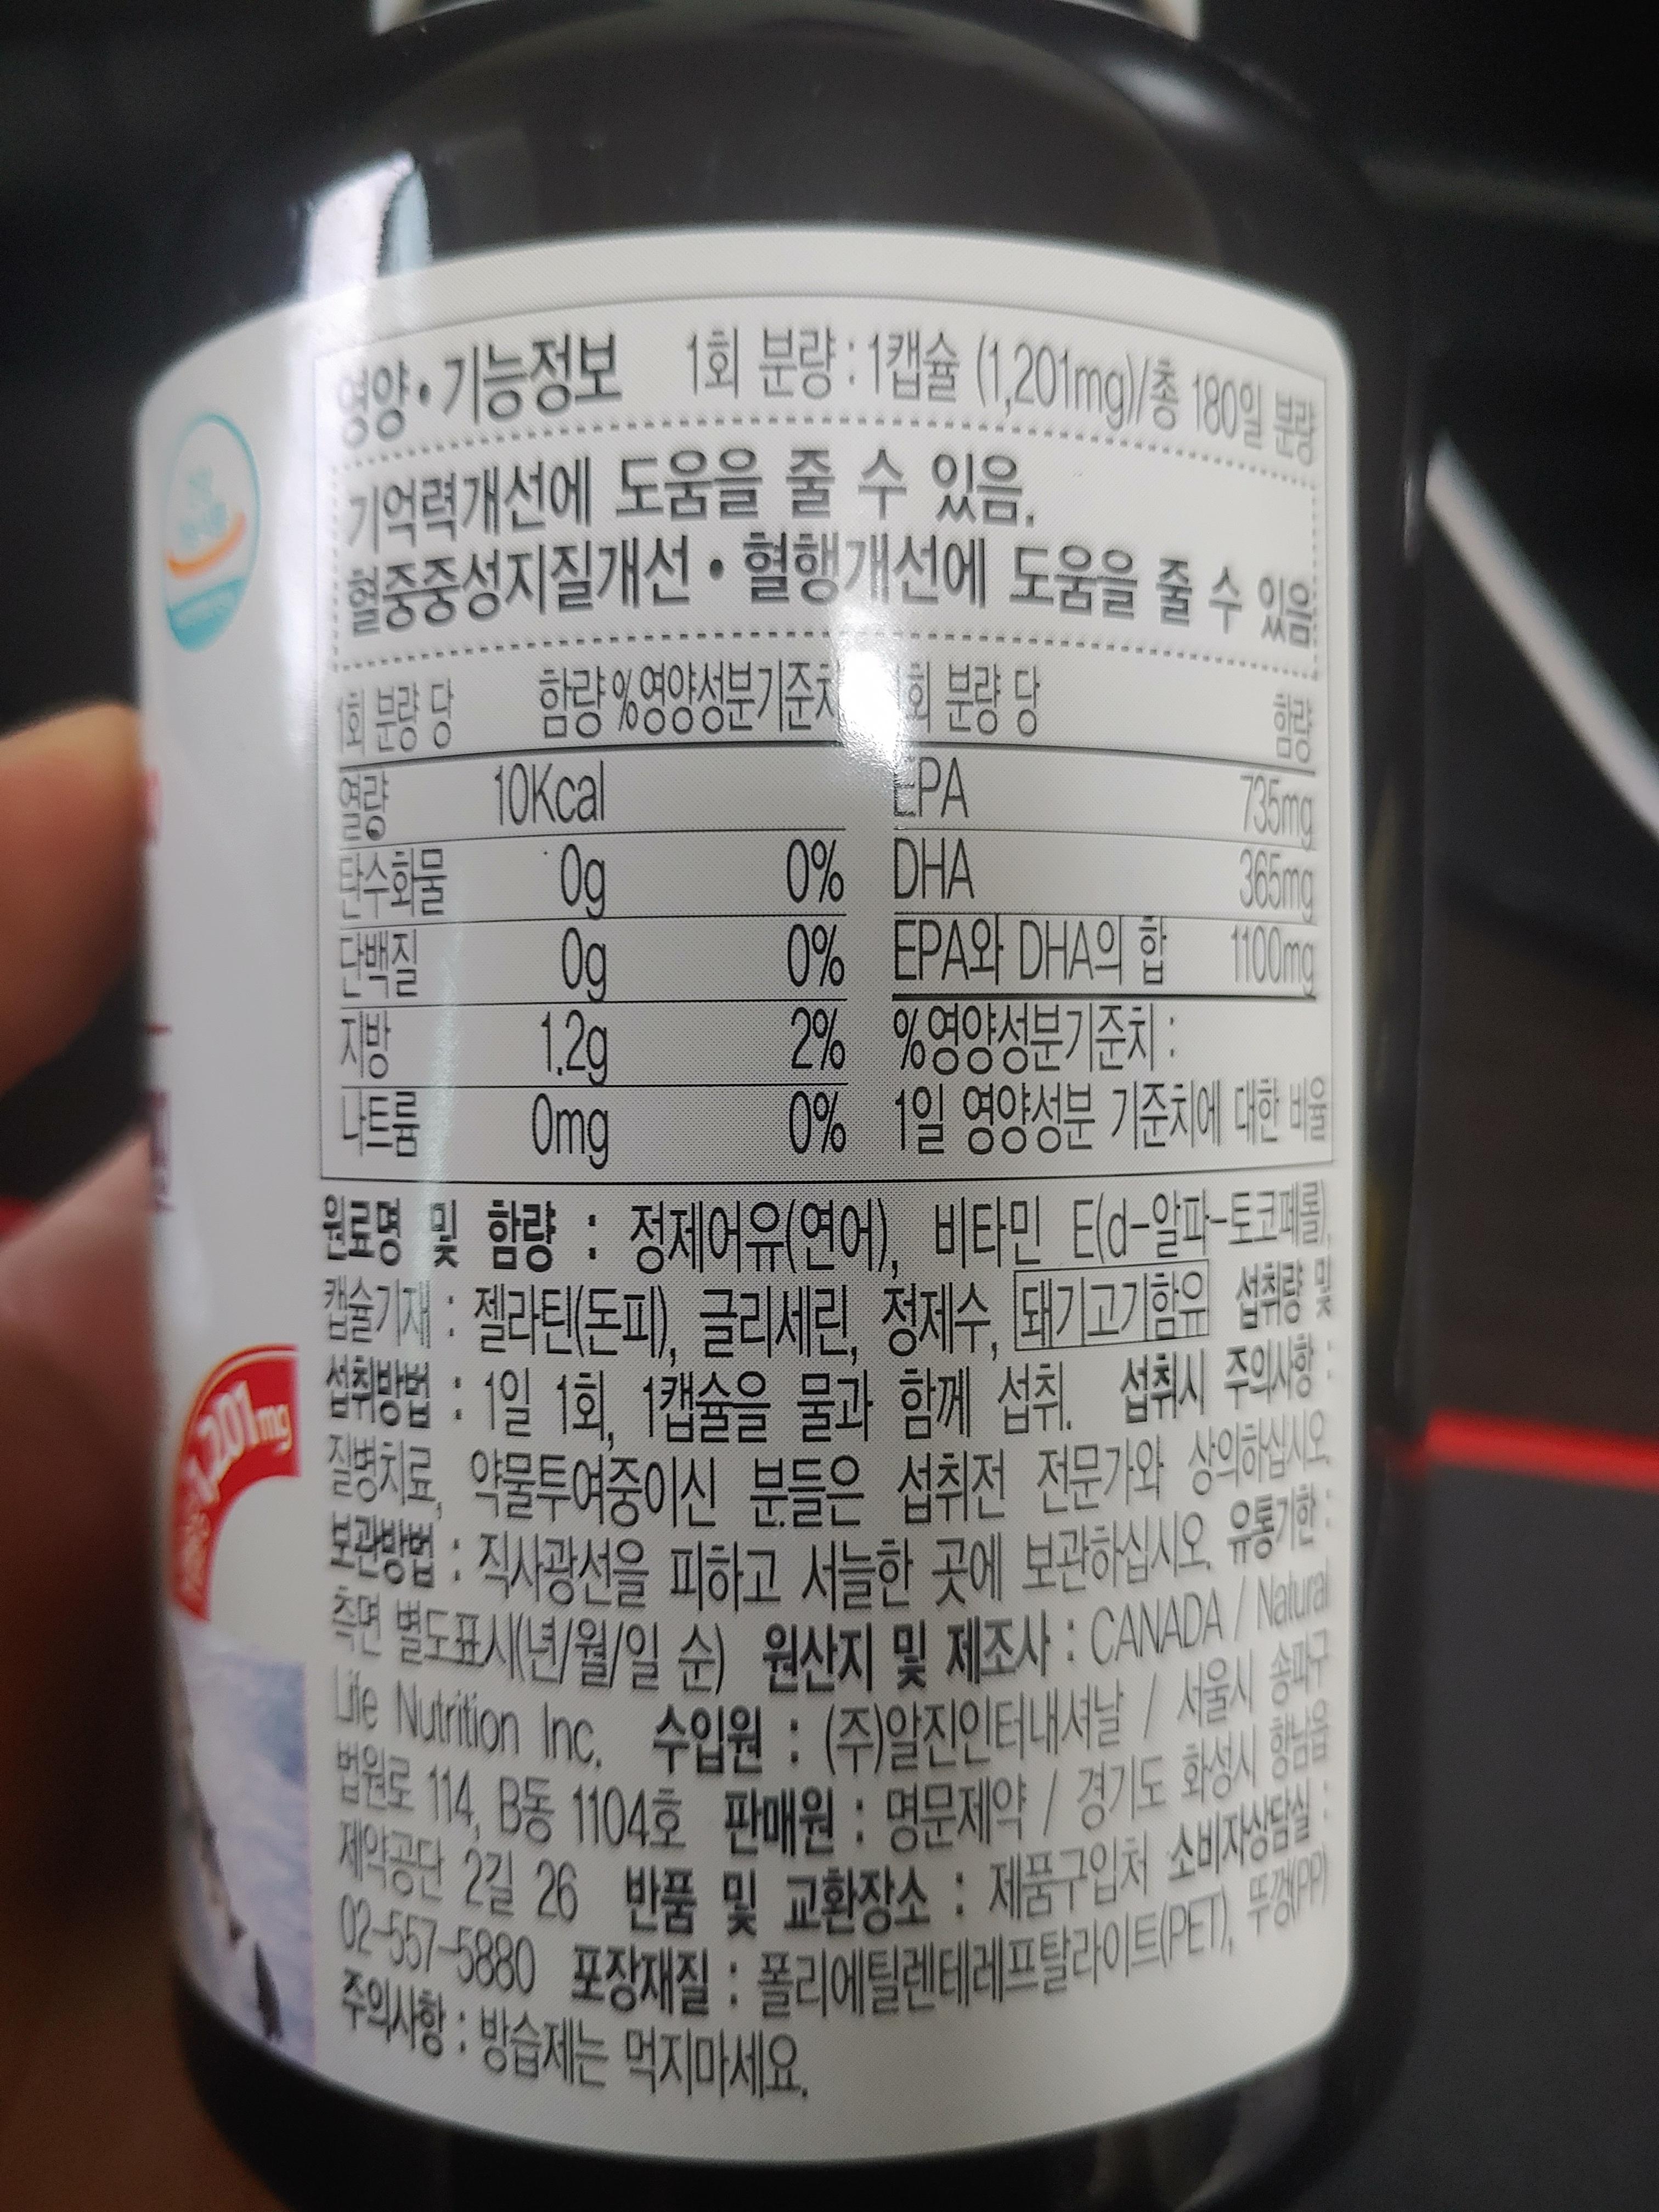 영양•기능정보 1회 분량 : 1캡슐 (1,201mg)/총 180일 분량
기억력개선에 도움을 줄 수 있음.
혈중중성지질개선•혈행개선에 도움을 줄 수 있음.
1회 분량 당 함량 %영양성분기준치 회 분량 당 함량
열량 10Kcal EPA 735mg
탄수화물 0g 0% DHA 365mg
단백질 0g 0% EPA와 DHA의 합 1100mg
지방 1.2g 2% %영양성분기준치 :
나트륨 0mg 0% 1일 영양성분 기준치에 대한 비율
원료명 및 함량 : 정제어유(연어), 비타민 E(d-알파-토코페롤),
캡슐기재 : 젤라틴(돈피), 글리세린, 정제수, 돼지고기함유 섭취량 및
섭취방법 : 1일 1회, 1캡슐을 물과 함께 섭취. 섭취시 주의사항 :
질병치료, 약물투여중이신 분들은 섭취전 전문가와 상의하십시오.
보관방법 : 직사광선을 피하고 서늘한 곳에 보관하십시오. 유통기한 :
측면 별도표시(년/월/일 순) 원산지 및 제조사 : CANADA / Natural
Life Nutrition Inc. 수입원 : (주)알진인터내셔날 / 서울시 송파구
법원로 114, B동 1104호 판매원 : 명문제약 / 경기도 화성시 향남읍
제약공단 2길 26 반품 및 교환장소 : 제품구입처 소비자상담실 :
02-557-5880 포장재질 : 폴리에틸렌테레프탈라이트(PET), 뚜껑(PP)
주의사항 : 방습제는 먹지마세요.
1,201mg